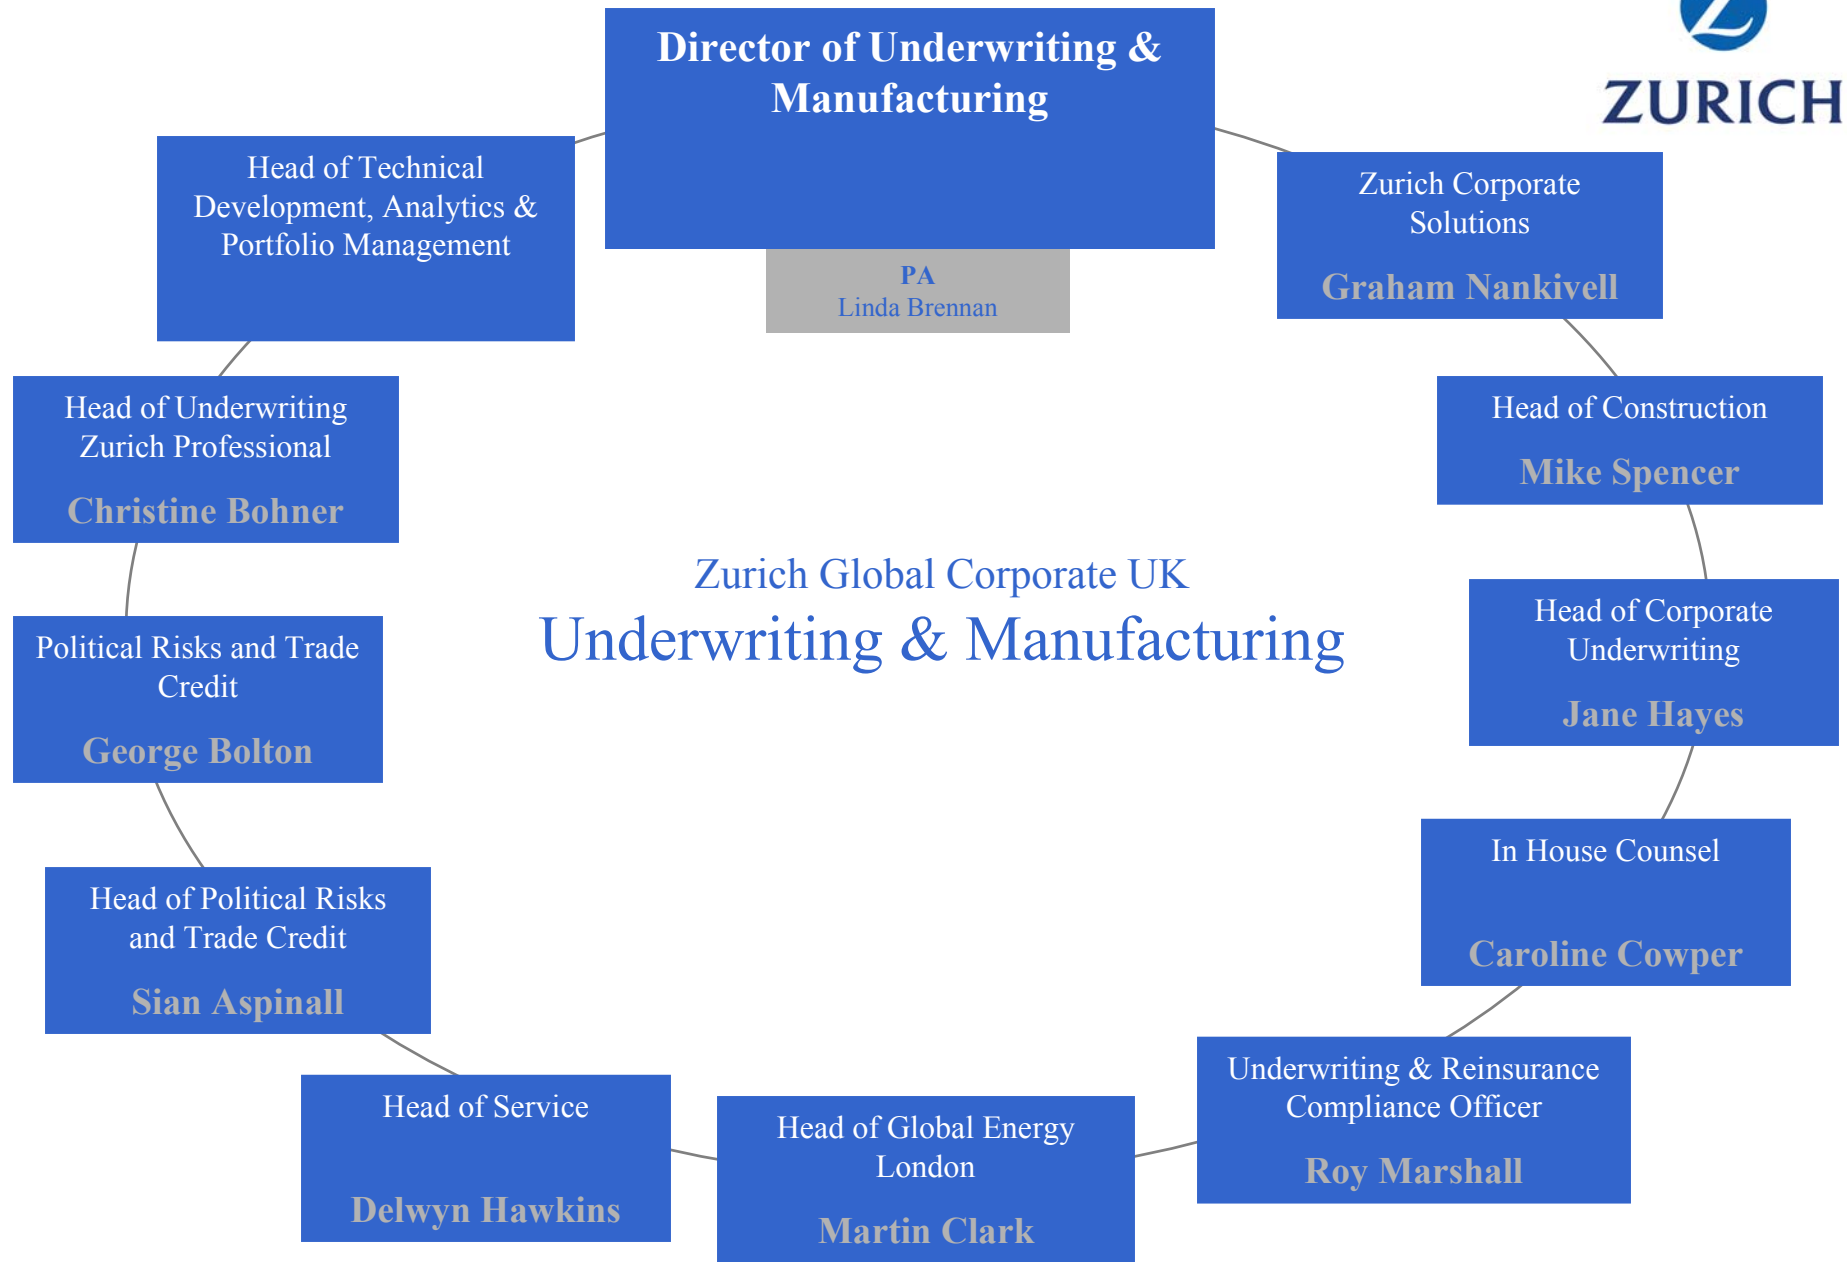 Director of Underwriting &
Manufacturing
Z
ZURICH
PA
Linda Brennan
Zurich Corporate
Solutions
Graham Nankivell
Head of Construction
Mike Spencer
Head of Corporate
Underwriting
Jane Hayes
In House Counsel
Caroline Cowper
Underwriting & Reinsurance
Compliance Officer
Roy Marshall
Head of Global Energy
London
Martin Clark
Head of Service
Delwyn Hawkins
Head of Political Risks
and Trade Credit
Sian Aspinall
Political Risks and Trade
Credit
George Bolton
Head of Underwriting
Zurich Professional
Christine Bohner
Head of Technical
Development, Analytics &
Portfolio Management
Zurich Global Corporate UK
Underwriting & Manufacturing